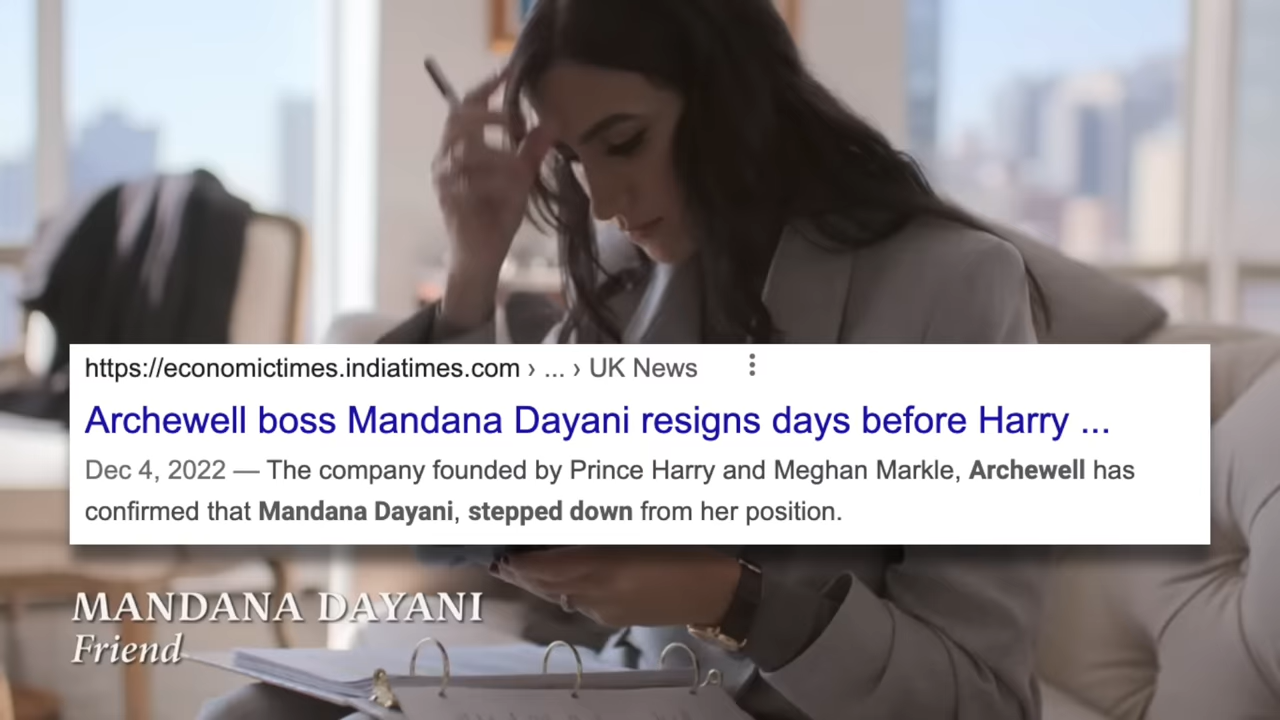 https://economictimes.indiatimes.com › ... › UK News
Archewell boss Mandana Dayani resigns days before Harry ...
Dec 4, 2022 — The company founded by Prince Harry and Meghan Markle, Archewell has
confirmed that Mandana Dayani, stepped down from her position.
MANDANA DAYANI
Friend